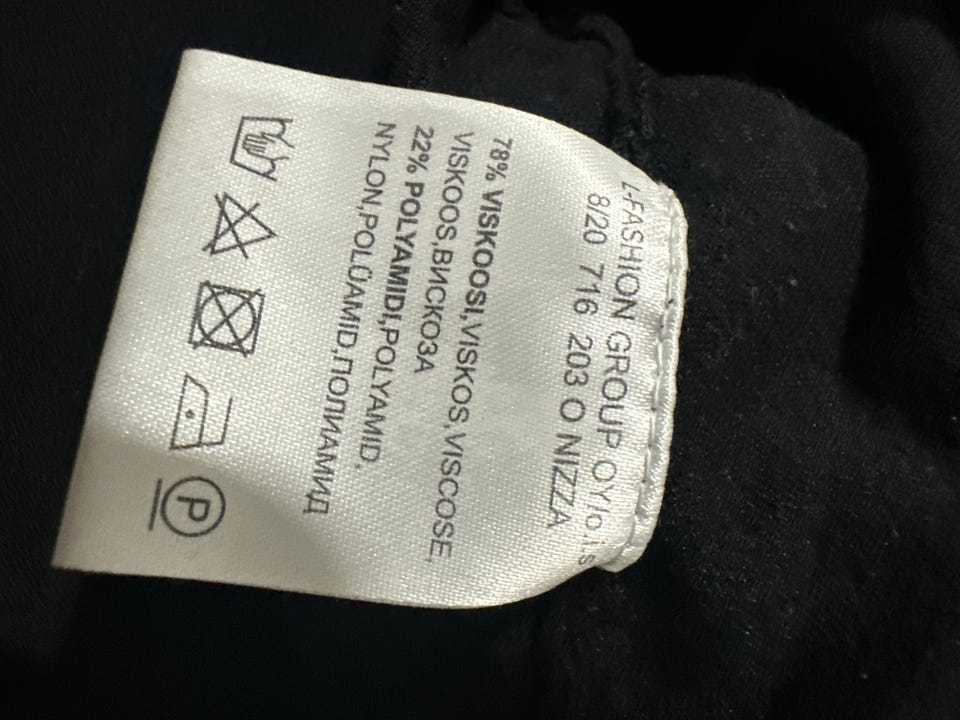 L-FASHION GROUP OY
8/20 716 203 O NIZZA
78% VISKOOSI,VISKOS,VISCOSE,
VISKOOS,ВИСКОЗА
22% POLYAMIDI,POLYAMID,
NYLON,POLÜAMID,ПОЛИАМИД
P